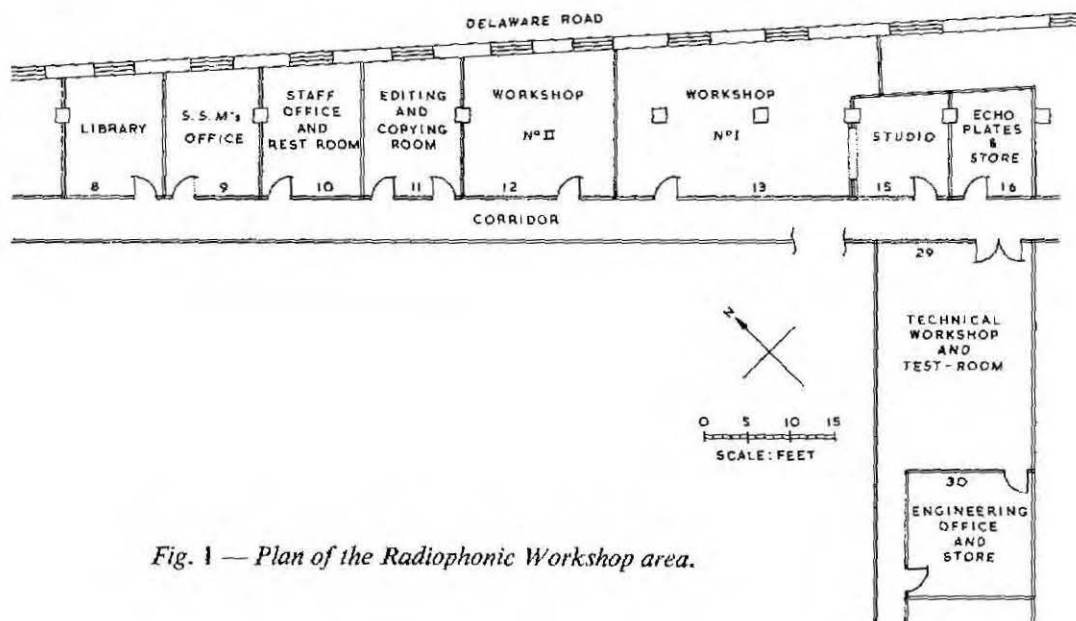 DELAWARE ROAD
LIBRARY
8
S.S.M's
OFFICE
9
STAFF
OFFICE
AND
REST ROOM
10
EDITING
AND
COPYING
ROOM
11
WORKSHOP
Nº II
12
WORKSHOP
Nº I
13
STUDIO
15
ECHO
PLATES
&
STORE
16
CORRIDOR
29
TECHNICAL
WORKSHOP
AND
TEST-ROOM
N
0 5 10 15
SCALE: FEET
30
ENGINEERING
OFFICE
AND
STORE
Fig. 1 — Plan of the Radiophonic Workshop area.